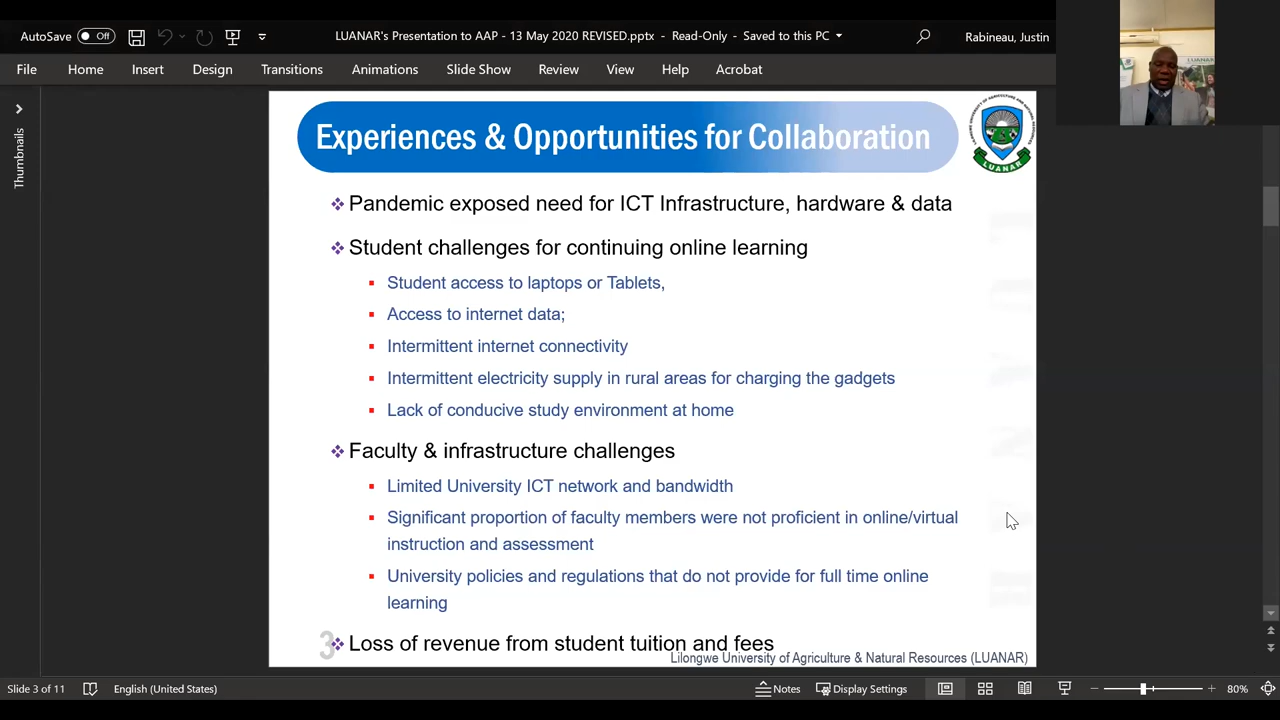 AutoSave Off LUANAR's Presentation to AAP - 13 May 2020 REVISED.pptx - Read-Only - Saved to this PC Rabineau, Justin
File Home Insert Design Transitions Animations Slide Show Review View Help Acrobat
Thumbnails
Experiences & Opportunities for Collaboration
LUANAR
Pandemic exposed need for ICT Infrastructure, hardware & data
Student challenges for continuing online learning
Student access to laptops or Tablets,
Access to internet data;
Intermittent internet connectivity
Intermittent electricity supply in rural areas for charging the gadgets
Lack of conducive study environment at home
Faculty & infrastructure challenges
Limited University ICT network and bandwidth
Significant proportion of faculty members were not proficient in online/virtual
instruction and assessment
University policies and regulations that do not provide for full time online
learning
3 Loss of revenue from student tuition and fees
Lilongwe University of Agriculture & Natural Resources (LUANAR)
Slide 3 of 11 English (United States) Notes Display Settings 80%